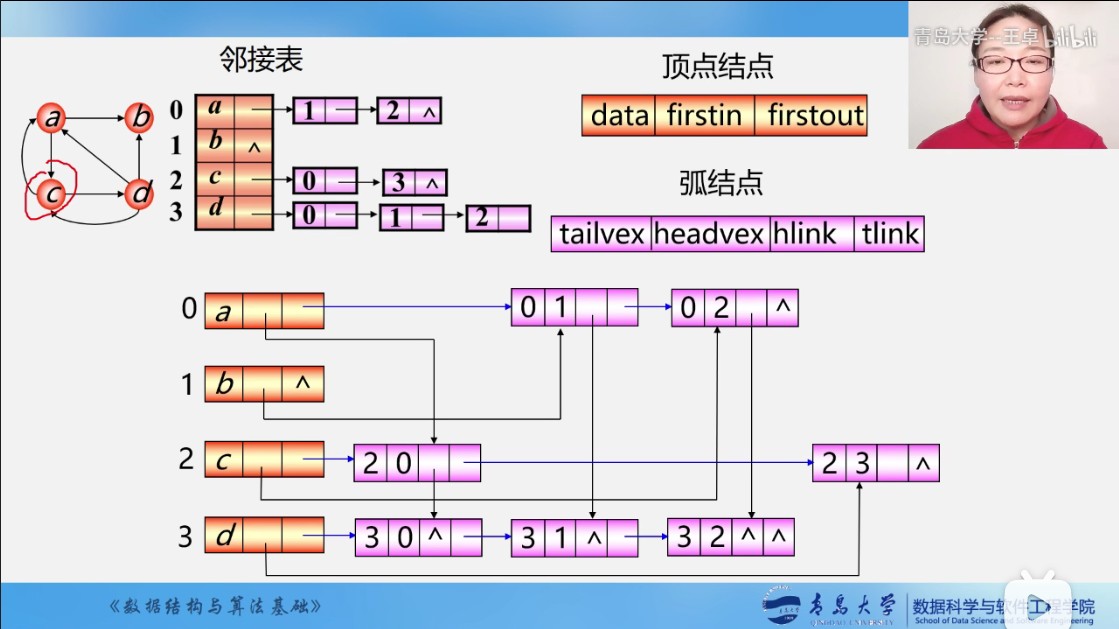 青岛大学--王卓 bilibili
邻接表
顶点结点
data firstin firstout
弧结点
tailvex headvex hlink tlink
a b
c d
0 a 1 2 ^
1 b ^
2 c 0 3 ^
3 d 0 1 2
0 a 0 1 0 2 ^
1 b ^
2 c 2 0 2 3 ^
3 d 3 0 ^ 3 1 ^ 3 2 ^ ^
《数据结构与算法基础》
青岛大学
QINGDAO UNIVERSITY
数据科学与软件工程学院
School of Data Science and Software Engineering